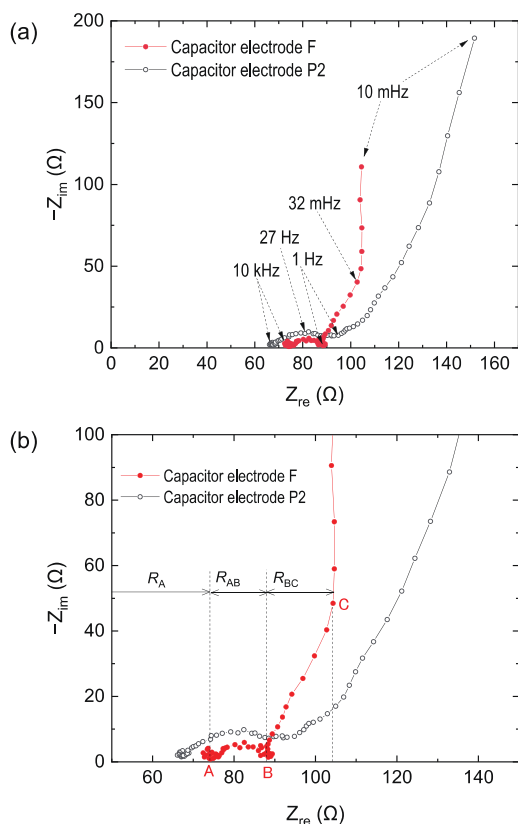 (a)
200
150
100
50
0
−Z_im (Ω)
Capacitor electrode F
Capacitor electrode P2
10 mHz
32 mHz
27 Hz
1 Hz
10 kHz
0 20 40 60 80 100 120 140 160
Z_re (Ω)
(b)
100
80
60
40
20
0
−Z_im (Ω)
Capacitor electrode F
Capacitor electrode P2
R_A R_AB R_BC
C
A B
60 80 100 120 140
Z_re (Ω)